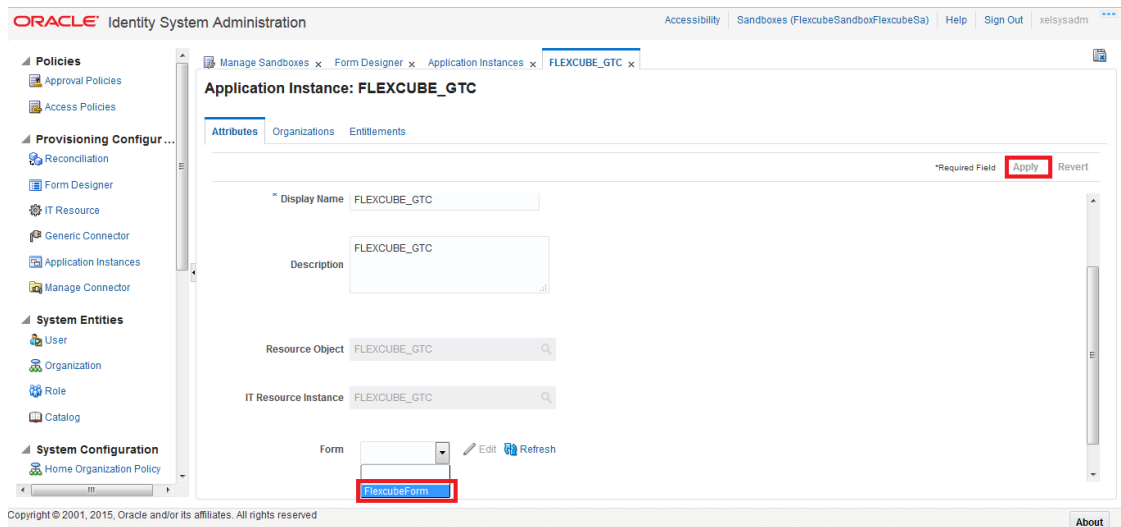 ORACLE® Identity System Administration
Accessibility Sandboxes (FlexcubeSandboxFlexcubeSa) Help Sign Out xelsysadm
Policies
Approval Policies
Access Policies
Provisioning Configur...
Reconciliation
Form Designer
IT Resource
Generic Connector
Application Instances
Manage Connector
System Entities
User
Organization
Role
Catalog
System Configuration
Home Organization Policy
Manage Sandboxes x Form Designer x Application Instances x FLEXCUBE_GTC x
Application Instance: FLEXCUBE_GTC
Attributes Organizations Entitlements
*Required Field Apply Revert
* Display Name FLEXCUBE_GTC
Description FLEXCUBE_GTC
Resource Object FLEXCUBE_GTC
IT Resource Instance FLEXCUBE_GTC
Form Edit Refresh
FlexcubeForm
Copyright © 2001, 2015, Oracle and/or its affiliates. All rights reserved
About